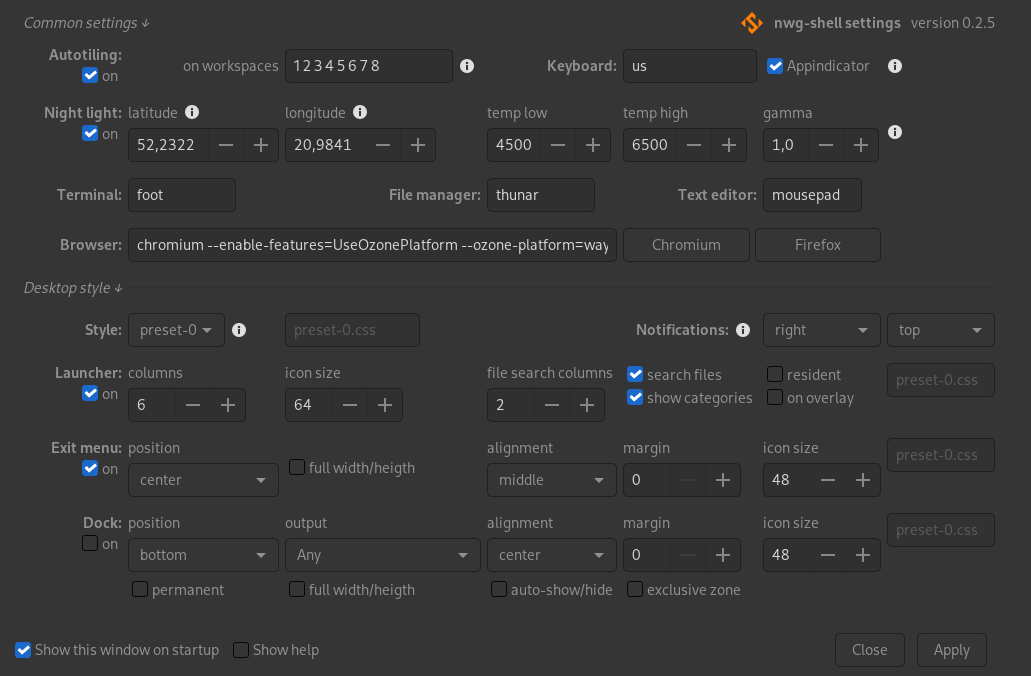 Common settings ↓ nwg-shell settings version 0.2.5
Autotiling: on on workspaces 1 2 3 4 5 6 7 8 Keyboard: us Appindicator
Night light: on latitude longitude temp low temp high gamma
52,2322 − + 20,9841 − + 4500 − + 6500 − + 1,0 − +
Terminal: foot File manager: thunar Text editor: mousepad
Browser: chromium --enable-features=UseOzonePlatform --ozone-platform=way Chromium Firefox
Desktop style ↓
Style: preset-0 preset-0.css Notifications: right top
Launcher: columns icon size file search columns search files resident preset-0.css
on 6 − + 64 − + 2 − + show categories on overlay
Exit menu: position alignment margin icon size preset-0.css
on center full width/heigth middle 0 − + 48 − +
Dock: position output alignment margin icon size preset-0.css
on bottom Any center 0 − + 48 − +
permanent full width/heigth auto-show/hide exclusive zone
Show this window on startup Show help Close Apply